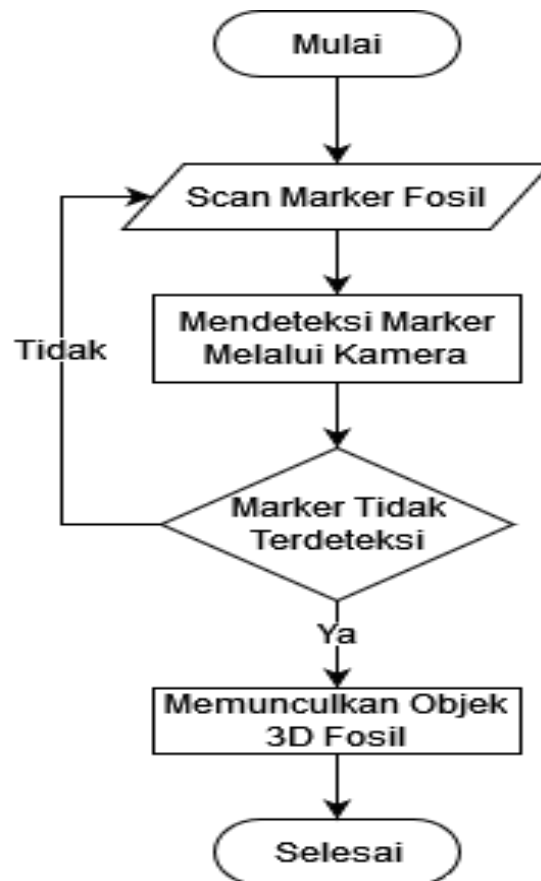 Mulai
Scan Marker Fosil
Mendeteksi Marker
Melalui Kamera
Tidak
Marker Tidak
Terdeteksi
Ya
Memunculkan Objek
3D Fosil
Selesai